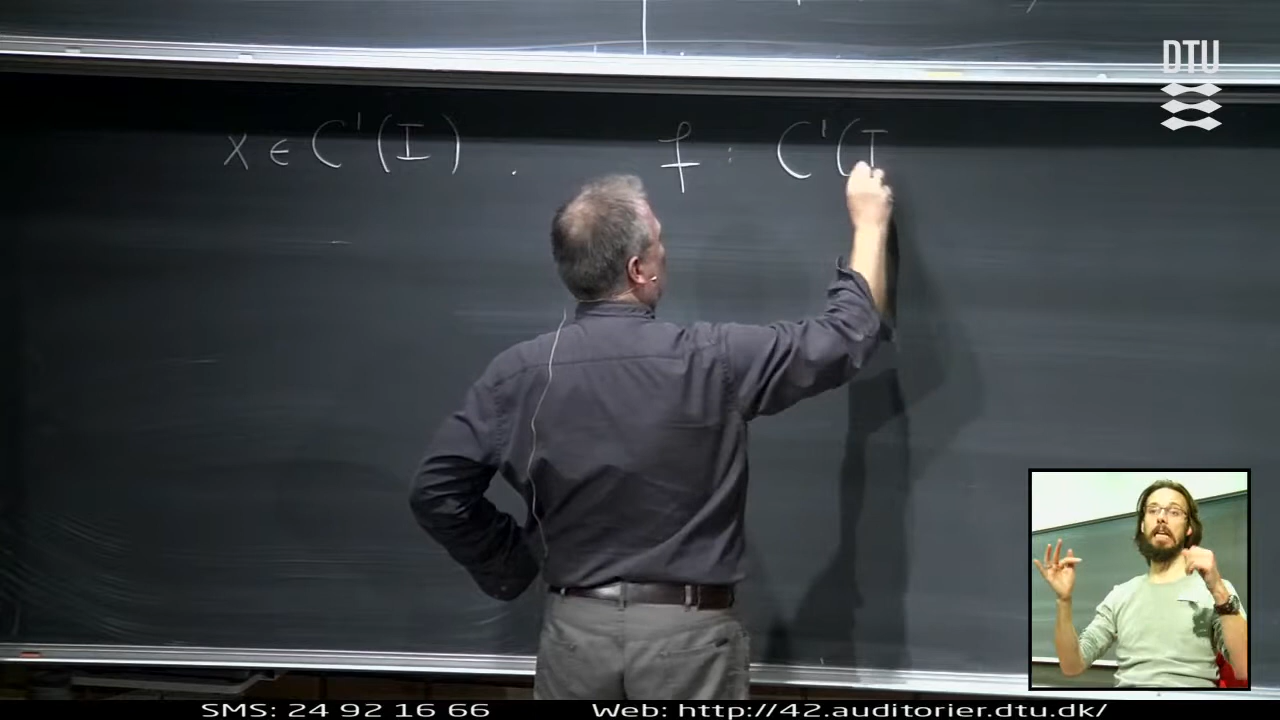 DTU
x ∈ C'(I) . f : C'(I
SMS: 24 92 16 66 Web: http://42.auditorier.dtu.dk/